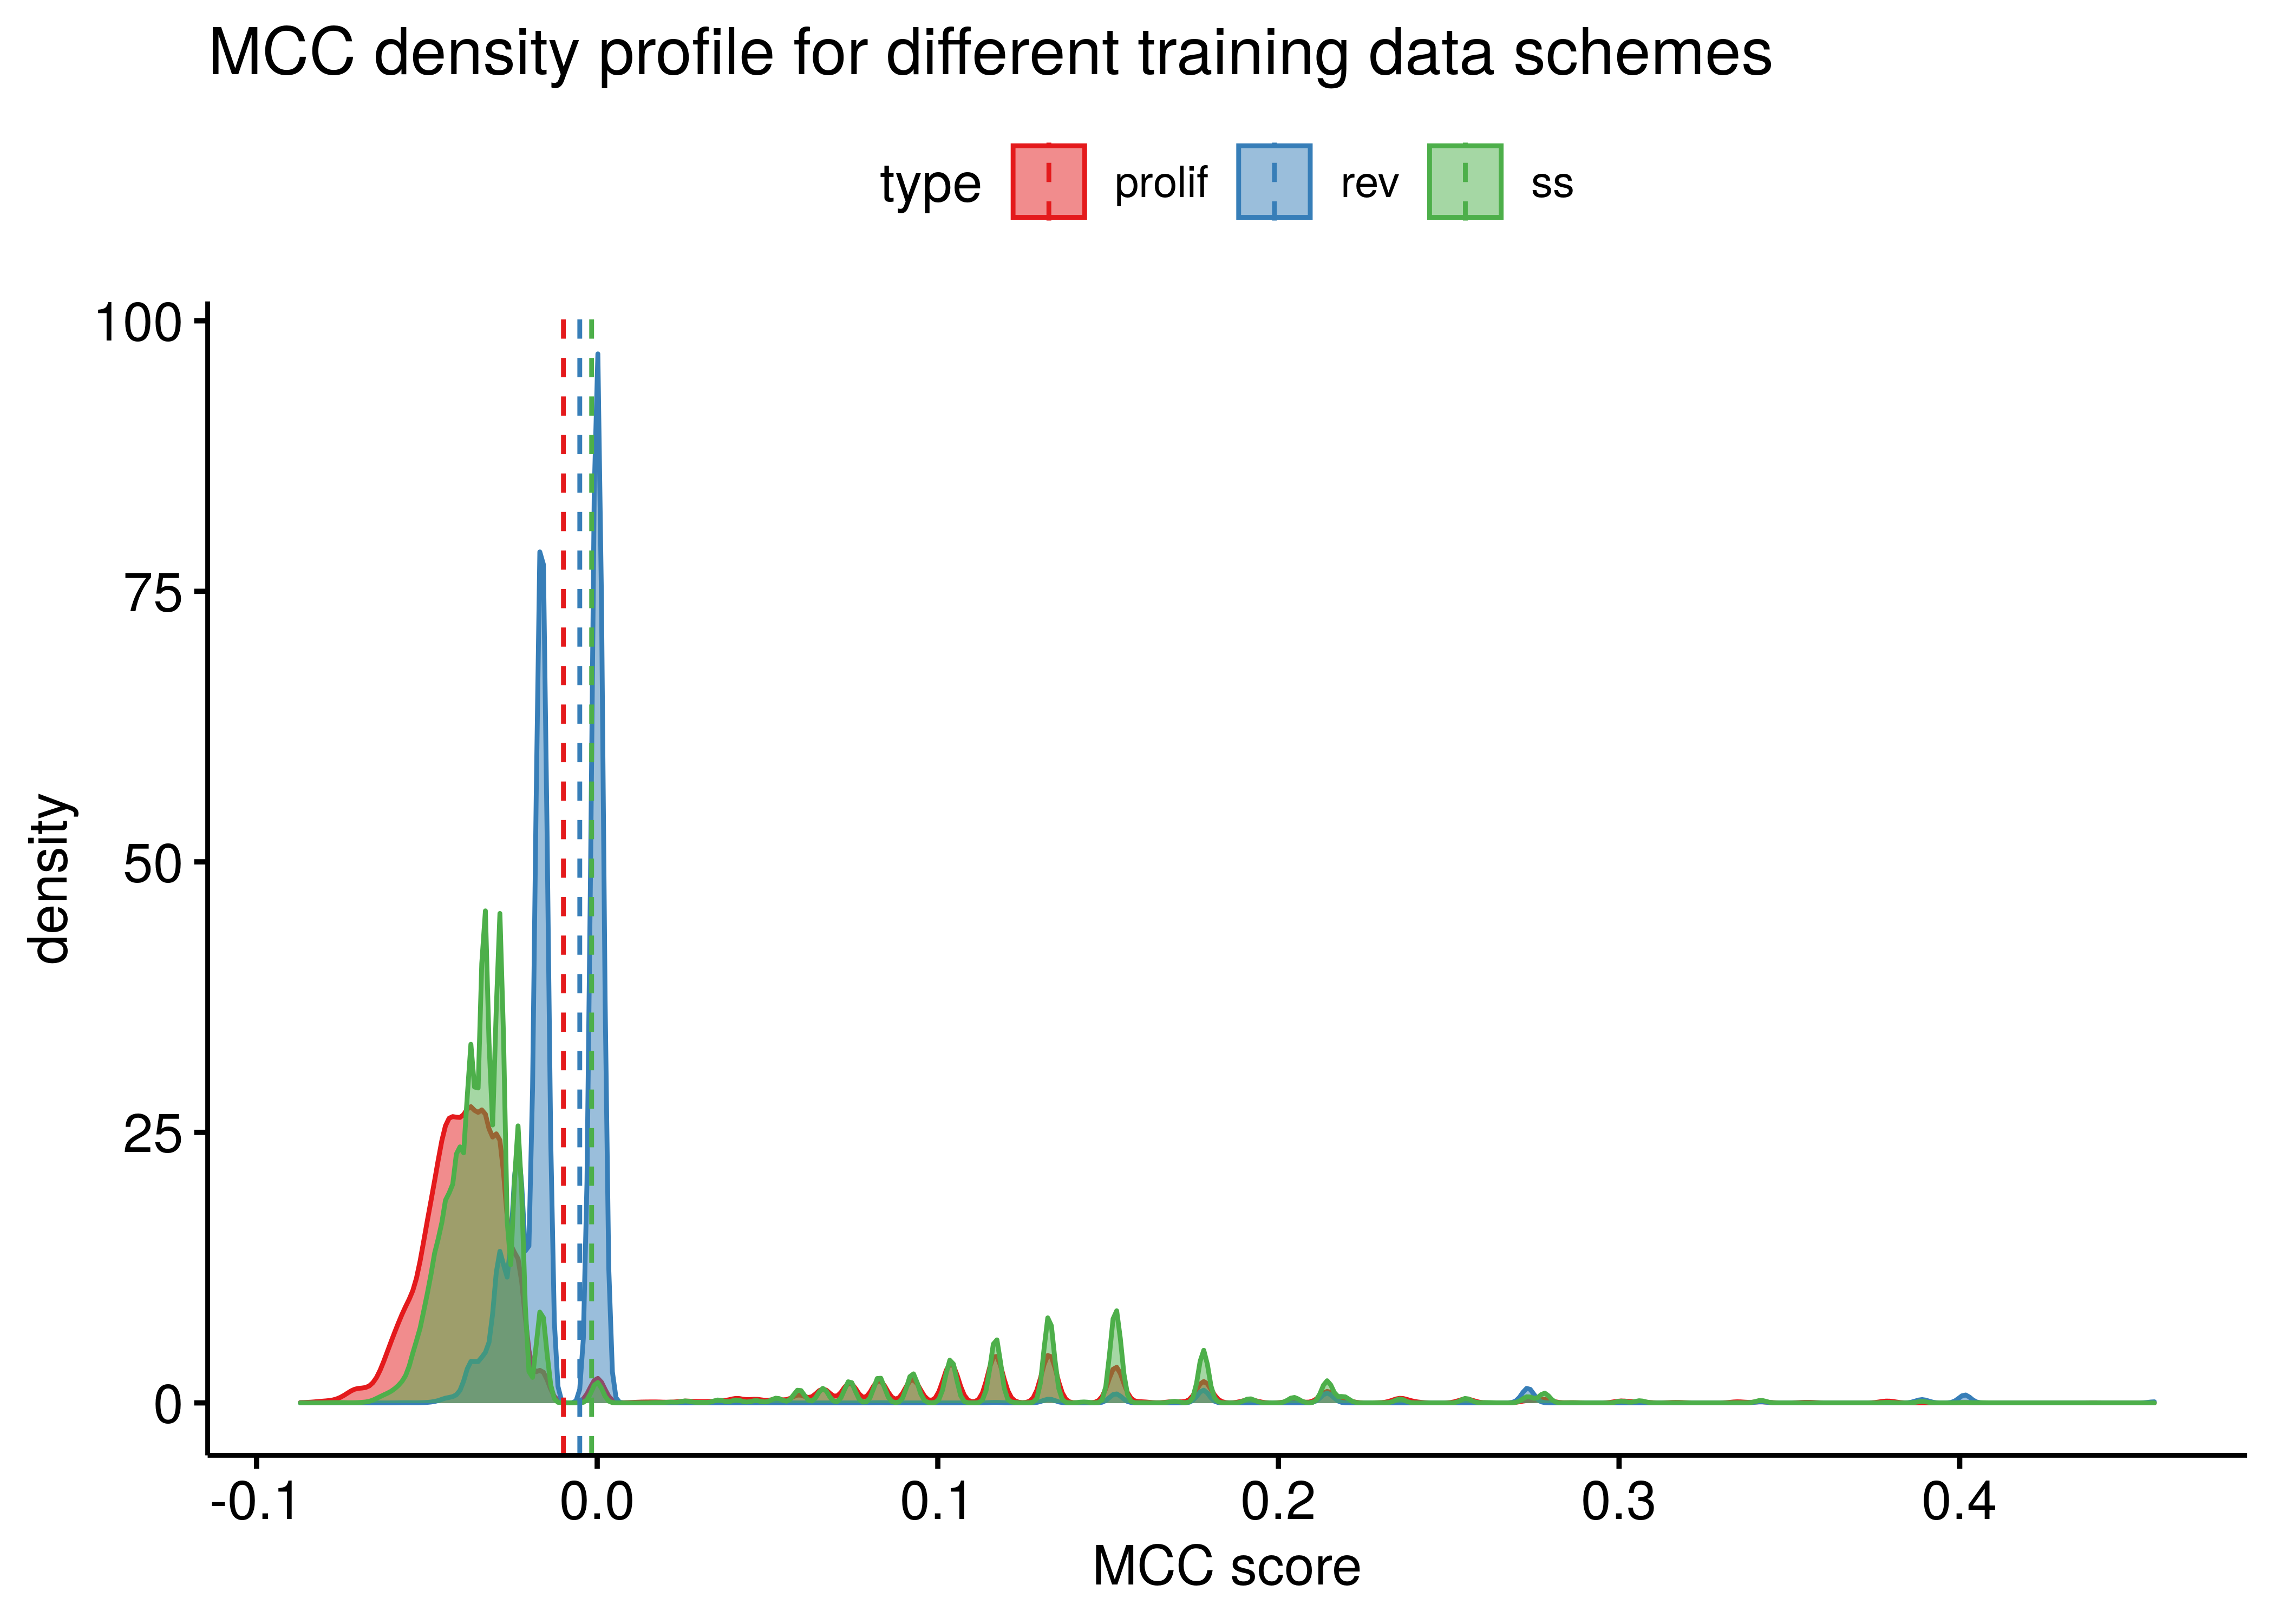 MCC density profile for different training data schemes
type prolif rev ss
100
75
50
25
0
density
-0.1 0.0 0.1 0.2 0.3 0.4
MCC score